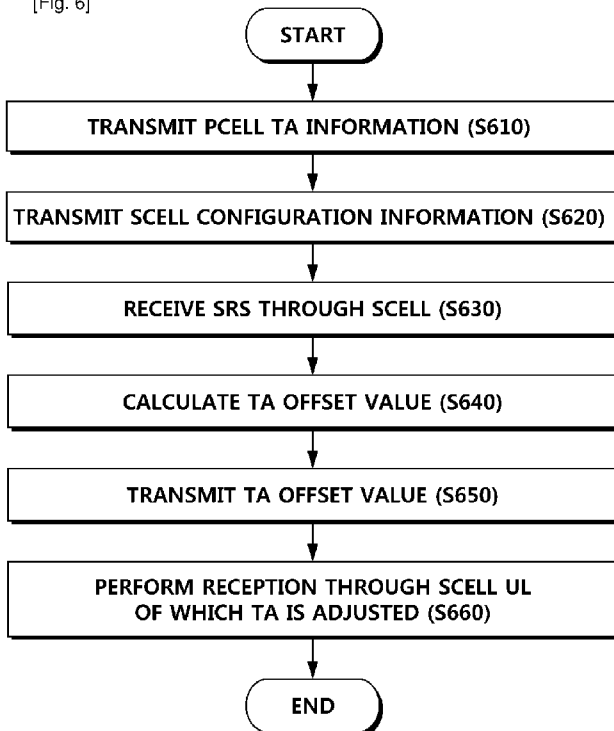 [Fig. 6]
START
TRANSMIT PCELL TA INFORMATION (S610)
TRANSMIT SCELL CONFIGURATION INFORMATION (S620)
RECEIVE SRS THROUGH SCELL (S630)
CALCULATE TA OFFSET VALUE (S640)
TRANSMIT TA OFFSET VALUE (S650)
PERFORM RECEPTION THROUGH SCELL UL
OF WHICH TA IS ADJUSTED (S660)
END